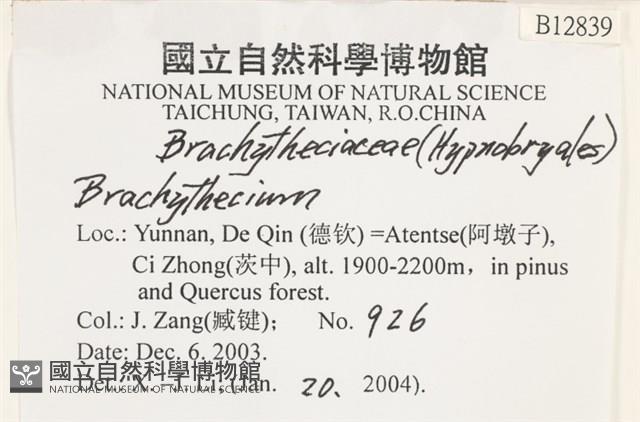 B12839
國立自然科學博物館
NATIONAL MUSEUM OF NATURAL SCIENCE
TAICHUNG, TAIWAN, R.O.CHINA
Brachytheciaceae (Hypnobryales)
Brachythecium
Loc.: Yunnan, De Qin (德钦) =Atentse(阿墩子),
Ci Zhong(茨中), alt. 1900-2200m，in pinus
and Quercus forest.
Col.: J. Zang(臧键); No. 926
Date: Dec. 6, 2003.
國立自然科學博物館
NATIONAL MUSEUM OF NATURAL SCIENCE
Det. (Jan. 20, 2004).